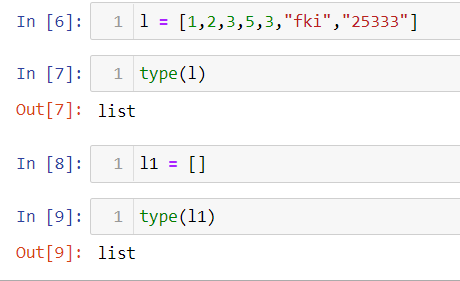 In [6]: 1 l = [1,2,3,5,3,"fki","25333"]
In [7]: 1 type(l)
Out[7]: list
In [8]: 1 l1 = []
In [9]: 1 type(l1)
Out[9]: list